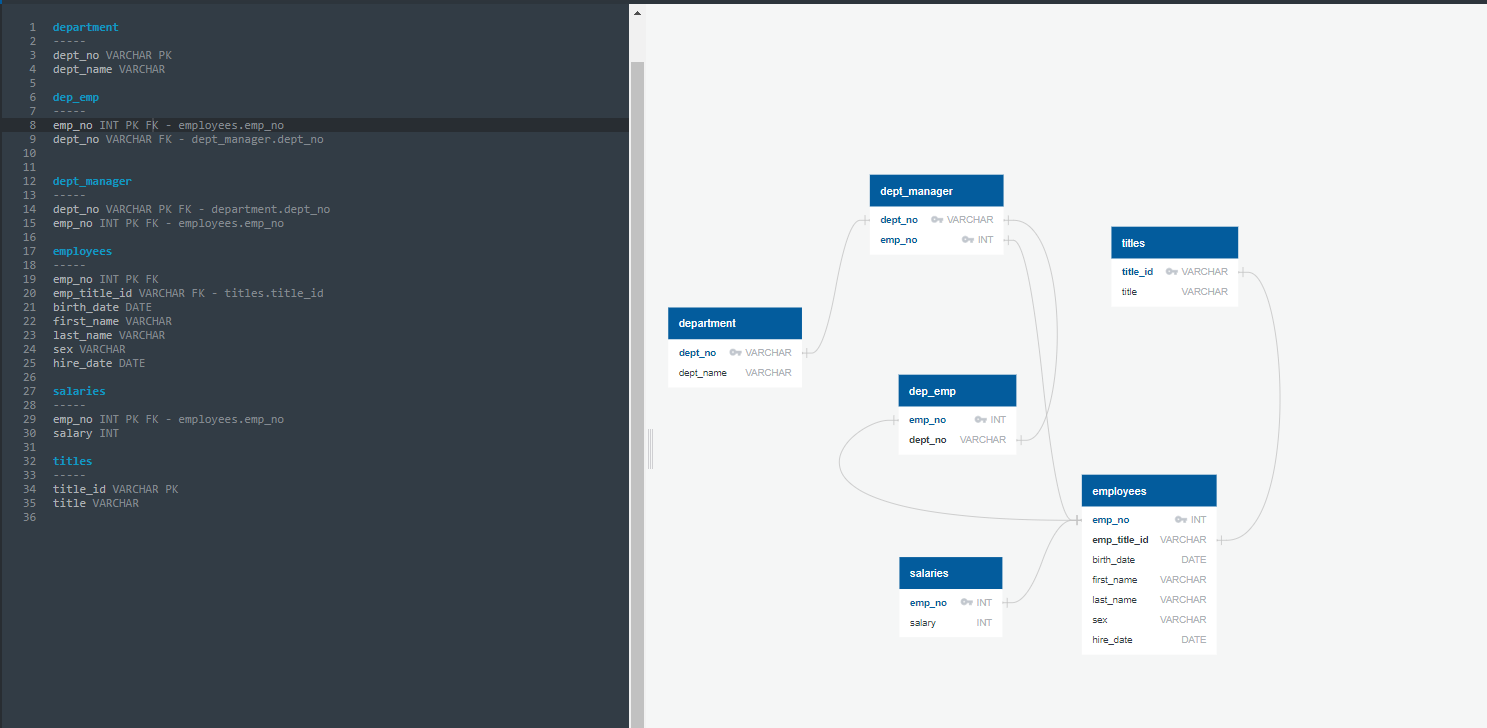 1 department
2 -----
3 dept_no VARCHAR PK
4 dept_name VARCHAR
5
6 dep_emp
7 -----
8 emp_no INT PK FK - employees.emp_no
9 dept_no VARCHAR FK - dept_manager.dept_no
10
11
12 dept_manager
13 -----
14 dept_no VARCHAR PK FK - department.dept_no
15 emp_no INT PK FK - employees.emp_no
16
17 employees
18 -----
19 emp_no INT PK FK
20 emp_title_id VARCHAR FK - titles.title_id
21 birth_date DATE
22 first_name VARCHAR
23 last_name VARCHAR
24 sex VARCHAR
25 hire_date DATE
26
27 salaries
28 -----
29 emp_no INT PK FK - employees.emp_no
30 salary INT
31
32 titles
33 -----
34 title_id VARCHAR PK
35 title VARCHAR
36
dept_manager
dept_no VARCHAR
emp_no INT
titles
title_id VARCHAR
title VARCHAR
department
dept_no VARCHAR
dept_name VARCHAR
dep_emp
emp_no INT
dept_no VARCHAR
employees
emp_no INT
emp_title_id VARCHAR
birth_date DATE
first_name VARCHAR
last_name VARCHAR
sex VARCHAR
hire_date DATE
salaries
emp_no INT
salary INT